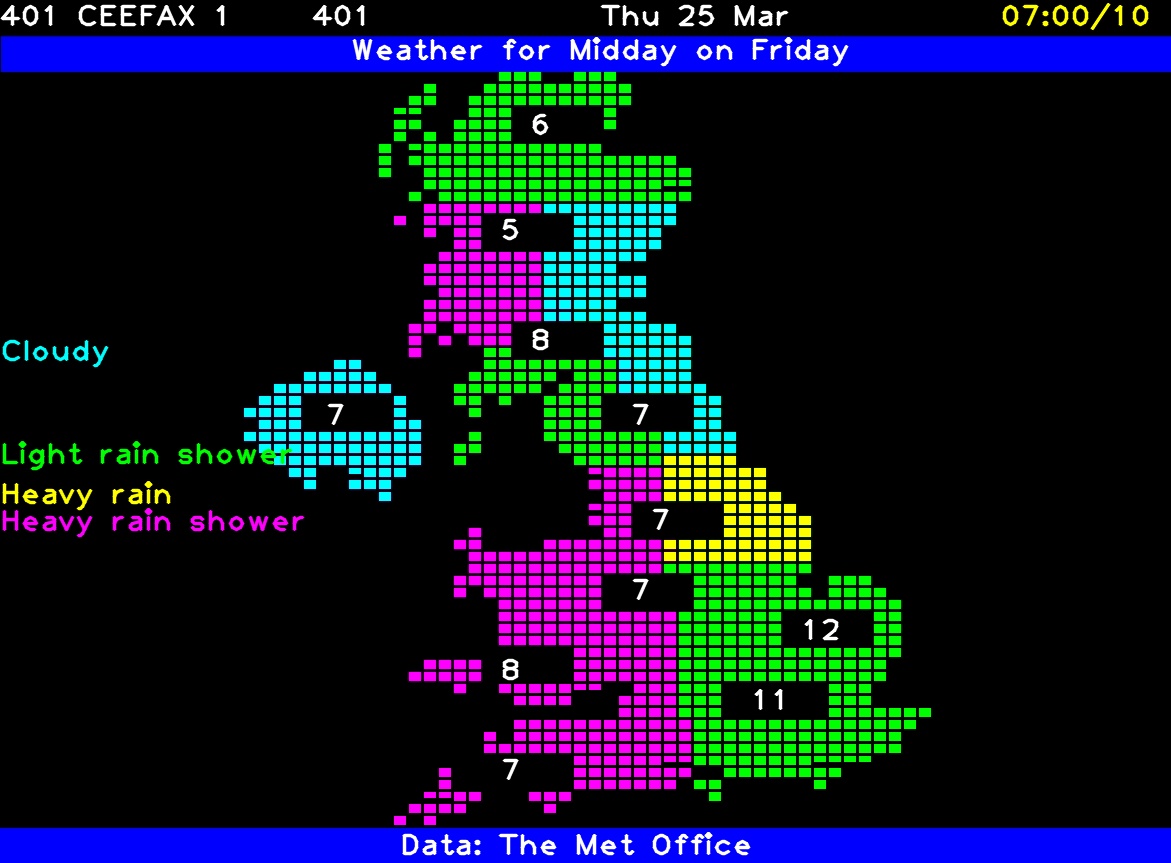 401 CEEFAX 1 401 Thu 25 Mar 07:00/10
Weather for Midday on Friday
6
5
8
Cloudy
7 7
Light rain shower
Heavy rain
7
Heavy rain shower
7
12
8
11
7
Data: The Met Office